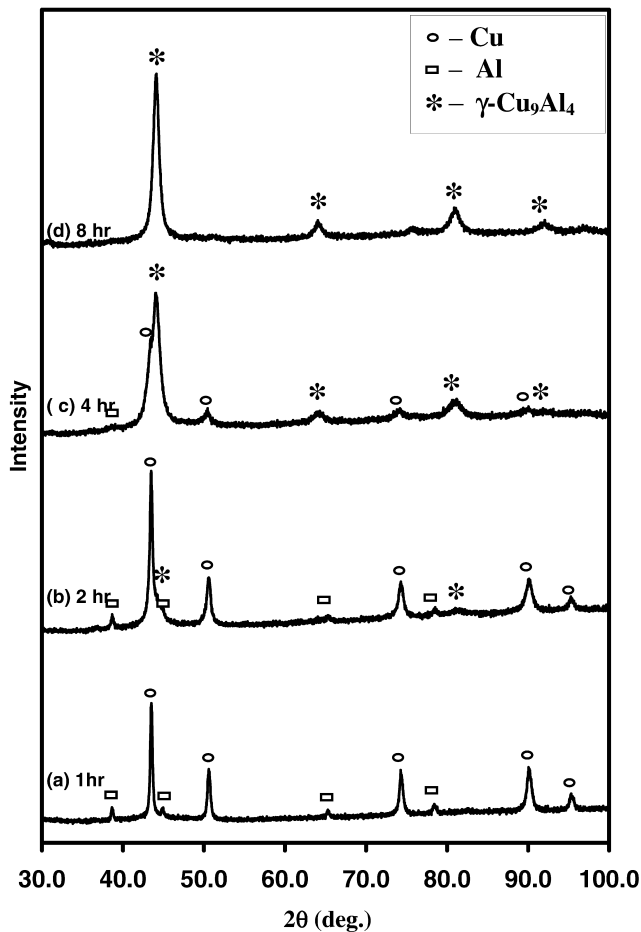 – Cu
– Al
* – γ-Cu₉Al₄
(d) 8 hr
( c) 4 hr
(b) 2 hr
(a) 1hr
Intensity
30.0 40.0 50.0 60.0 70.0 80.0 90.0 100.0
2θ (deg.)